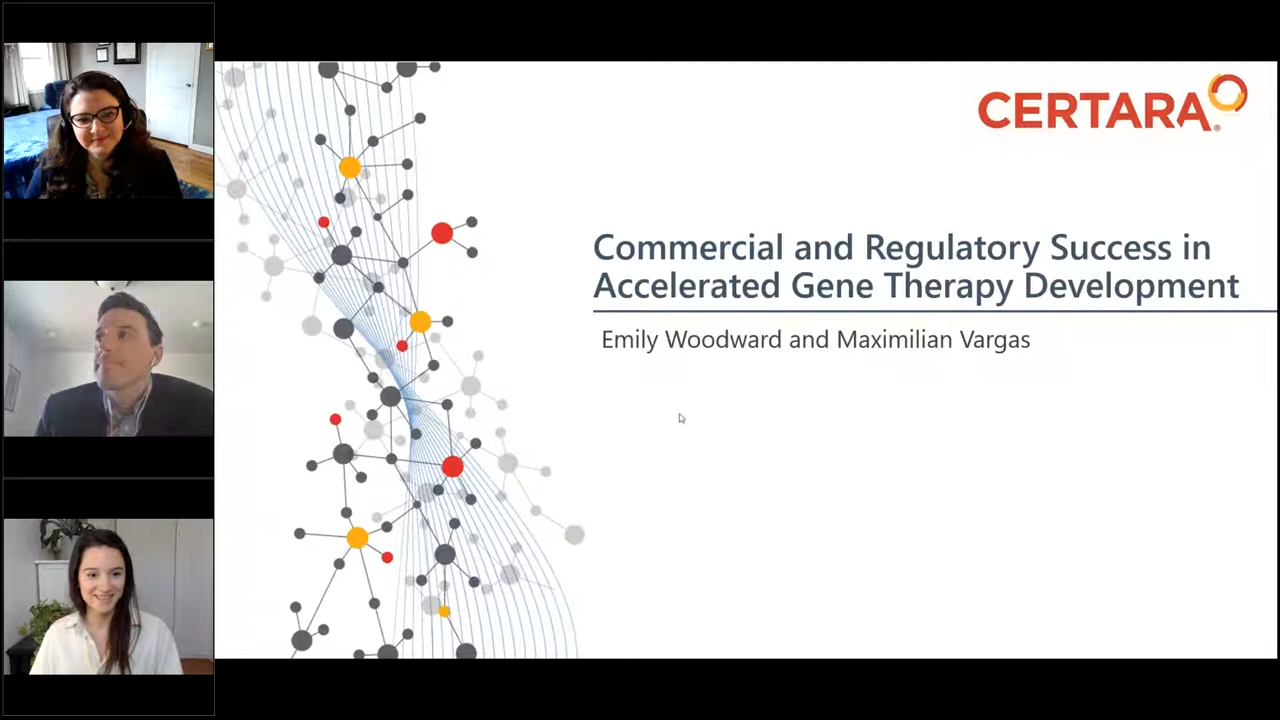 CERTARA
Commercial and Regulatory Success in
Accelerated Gene Therapy Development
Emily Woodward and Maximilian Vargas